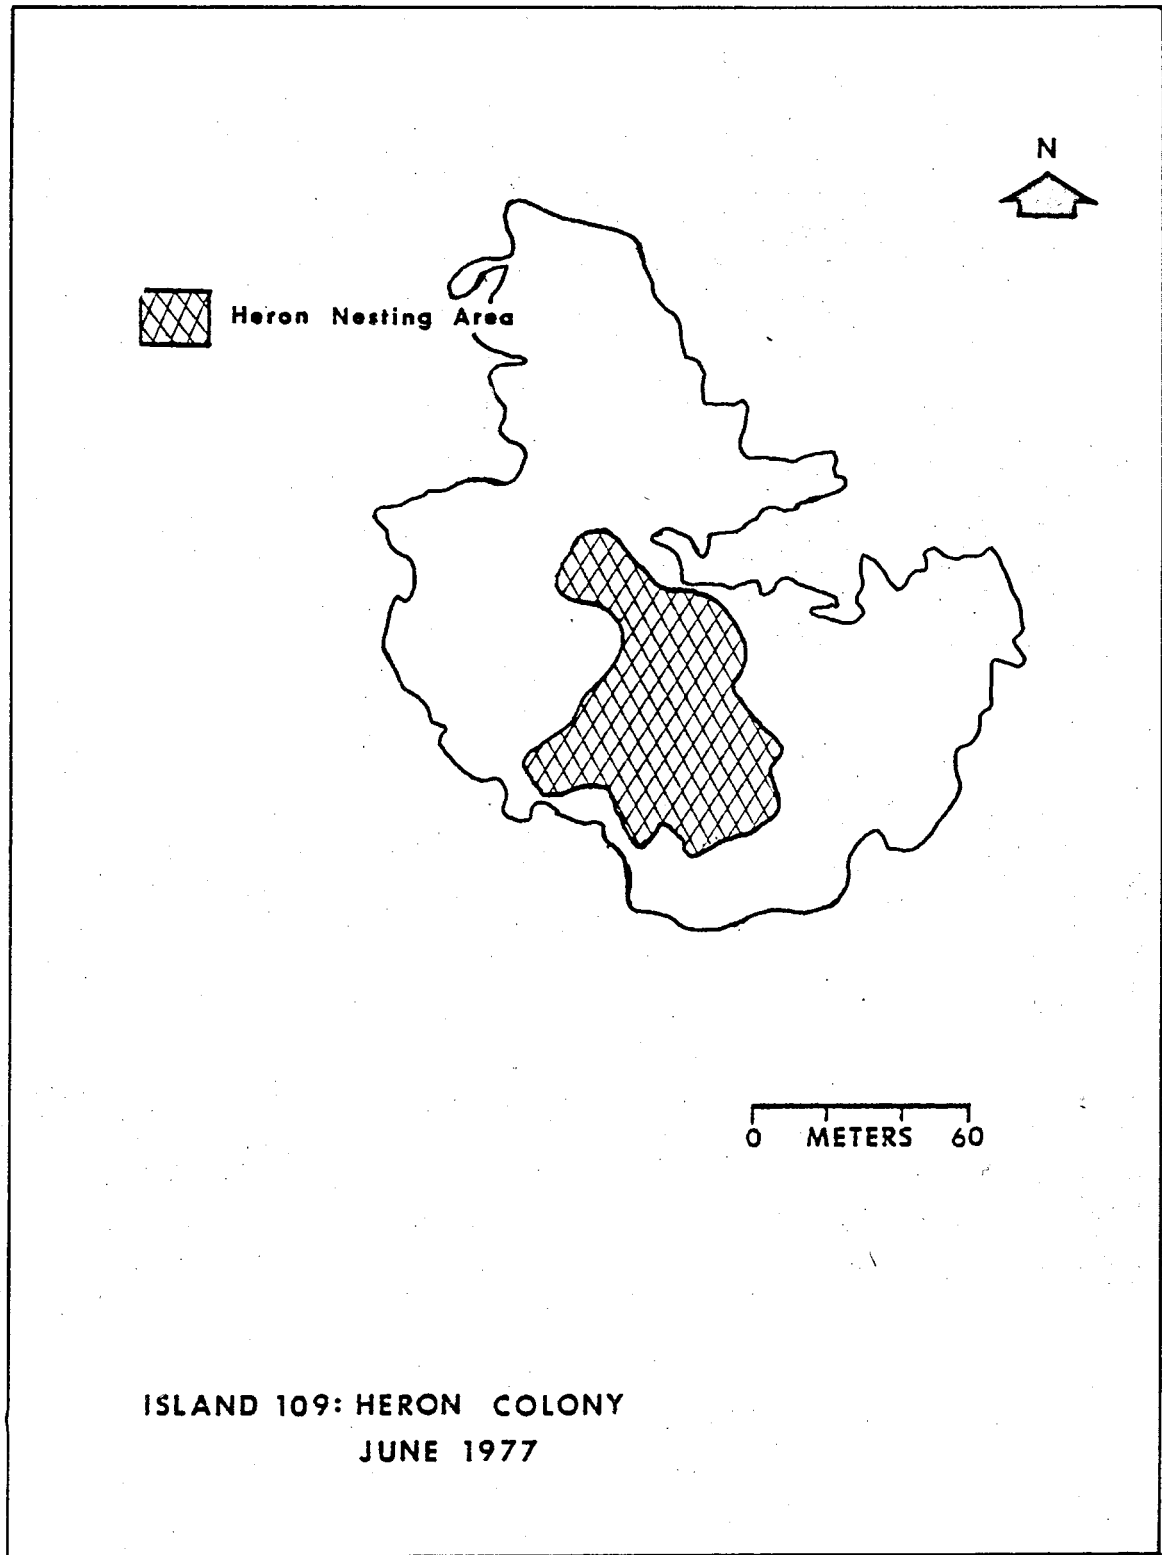 N
Heron Nesting Area
0 METERS 60
ISLAND 109: HERON COLONY
JUNE 1977